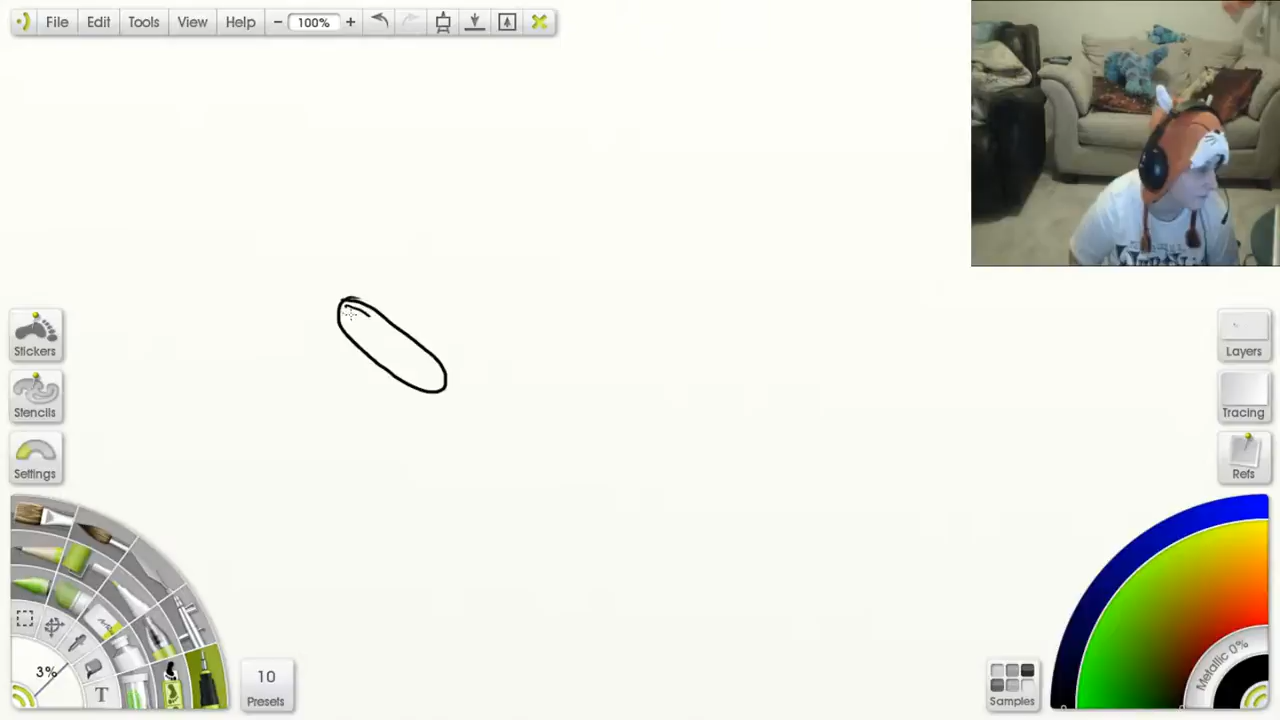 File Edit Tools View Help − 100% +
Stickers
Stencils
Settings
3%
T
10
Presets
Layers
Tracing
Refs
Metallic 0%
Samples